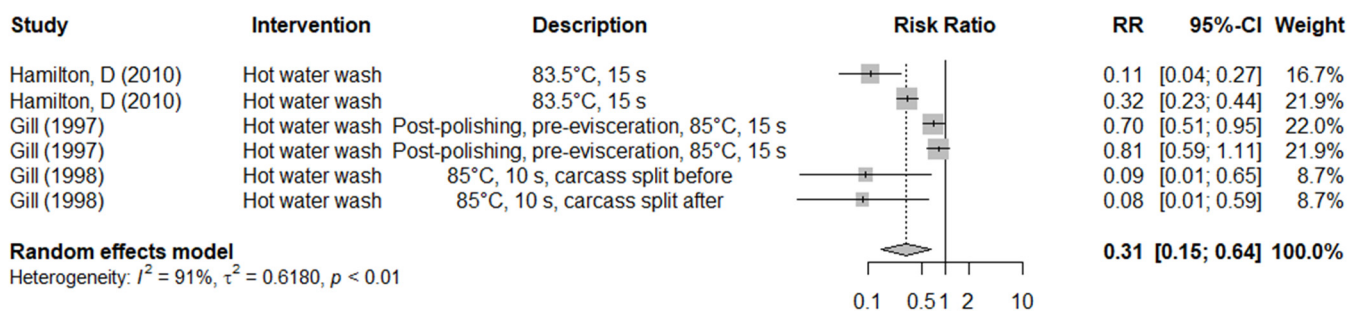 Study Intervention Description Risk Ratio RR 95%-CI Weight
Hamilton, D (2010) Hot water wash 83.5°C, 15 s 0.11 [0.04; 0.27] 16.7%
Hamilton, D (2010) Hot water wash 83.5°C, 15 s 0.32 [0.23; 0.44] 21.9%
Gill (1997) Hot water wash Post-polishing, pre-evisceration, 85°C, 15 s 0.70 [0.51; 0.95] 22.0%
Gill (1997) Hot water wash Post-polishing, pre-evisceration, 85°C, 15 s 0.81 [0.59; 1.11] 21.9%
Gill (1998) Hot water wash 85°C, 10 s, carcass split before 0.09 [0.01; 0.65] 8.7%
Gill (1998) Hot water wash 85°C, 10 s, carcass split after 0.08 [0.01; 0.59] 8.7%
Random effects model 0.31 [0.15; 0.64] 100.0%
Heterogeneity: I² = 91%, τ² = 0.6180, p < 0.01
0.1 0.5 1 2 10